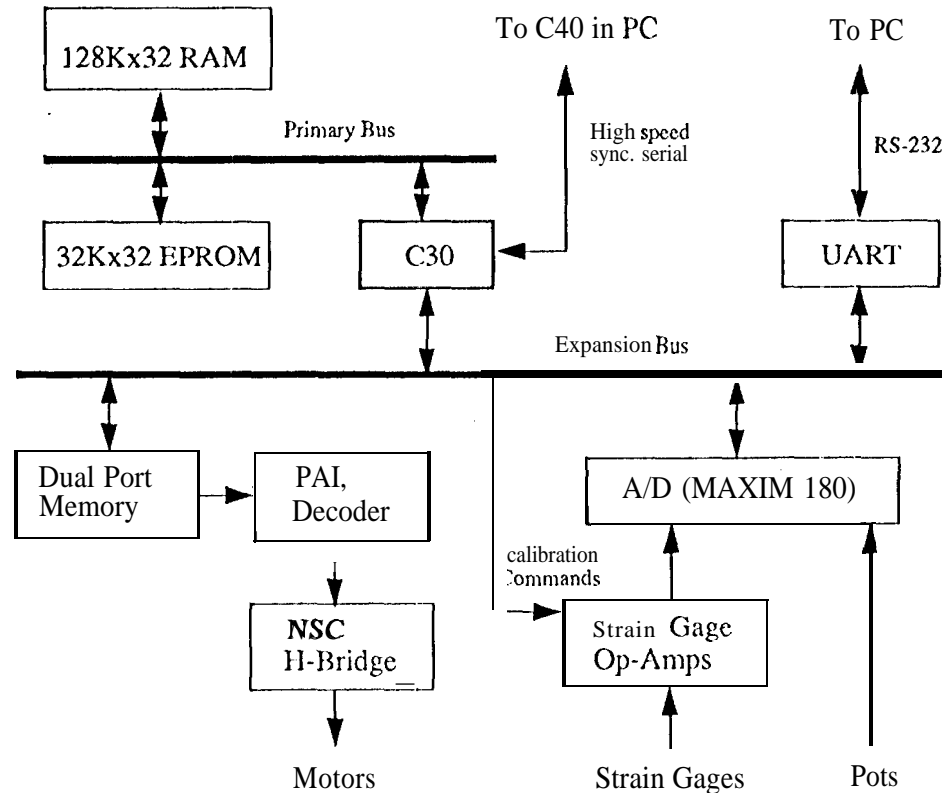 To C40 in PC
To PC
128Kx32 RAM
Primary Bus
High speed
sync. serial
RS-232
32Kx32 EPROM
C30
UART
Expansion Bus
Dual Port
Memory
PAI,
Decoder
A/D (MAXIM 180)
calibration
Commands
NSC
H-Bridge
Strain Gage
Op-Amps
Motors
Strain Gages
Pots